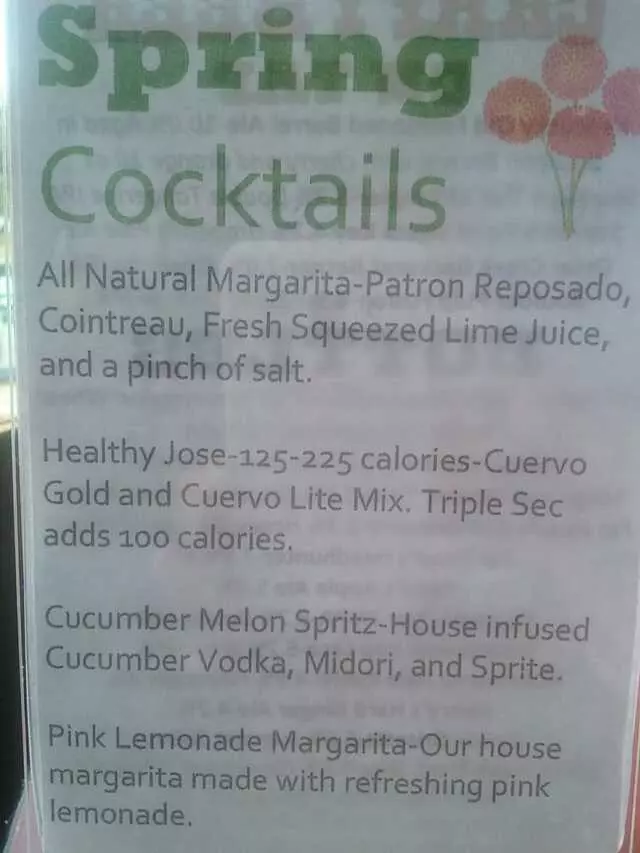 Spring
Cocktails
All Natural Margarita-Patron Reposado,
Cointreau, Fresh Squeezed Lime Juice,
and a pinch of salt.
Healthy Jose-125-225 calories-Cuervo
Gold and Cuervo Lite Mix. Triple Sec
adds 100 calories.
Cucumber Melon Spritz-House infused
Cucumber Vodka, Midori, and Sprite.
Pink Lemonade Margarita-Our house
margarita made with refreshing pink
lemonade.